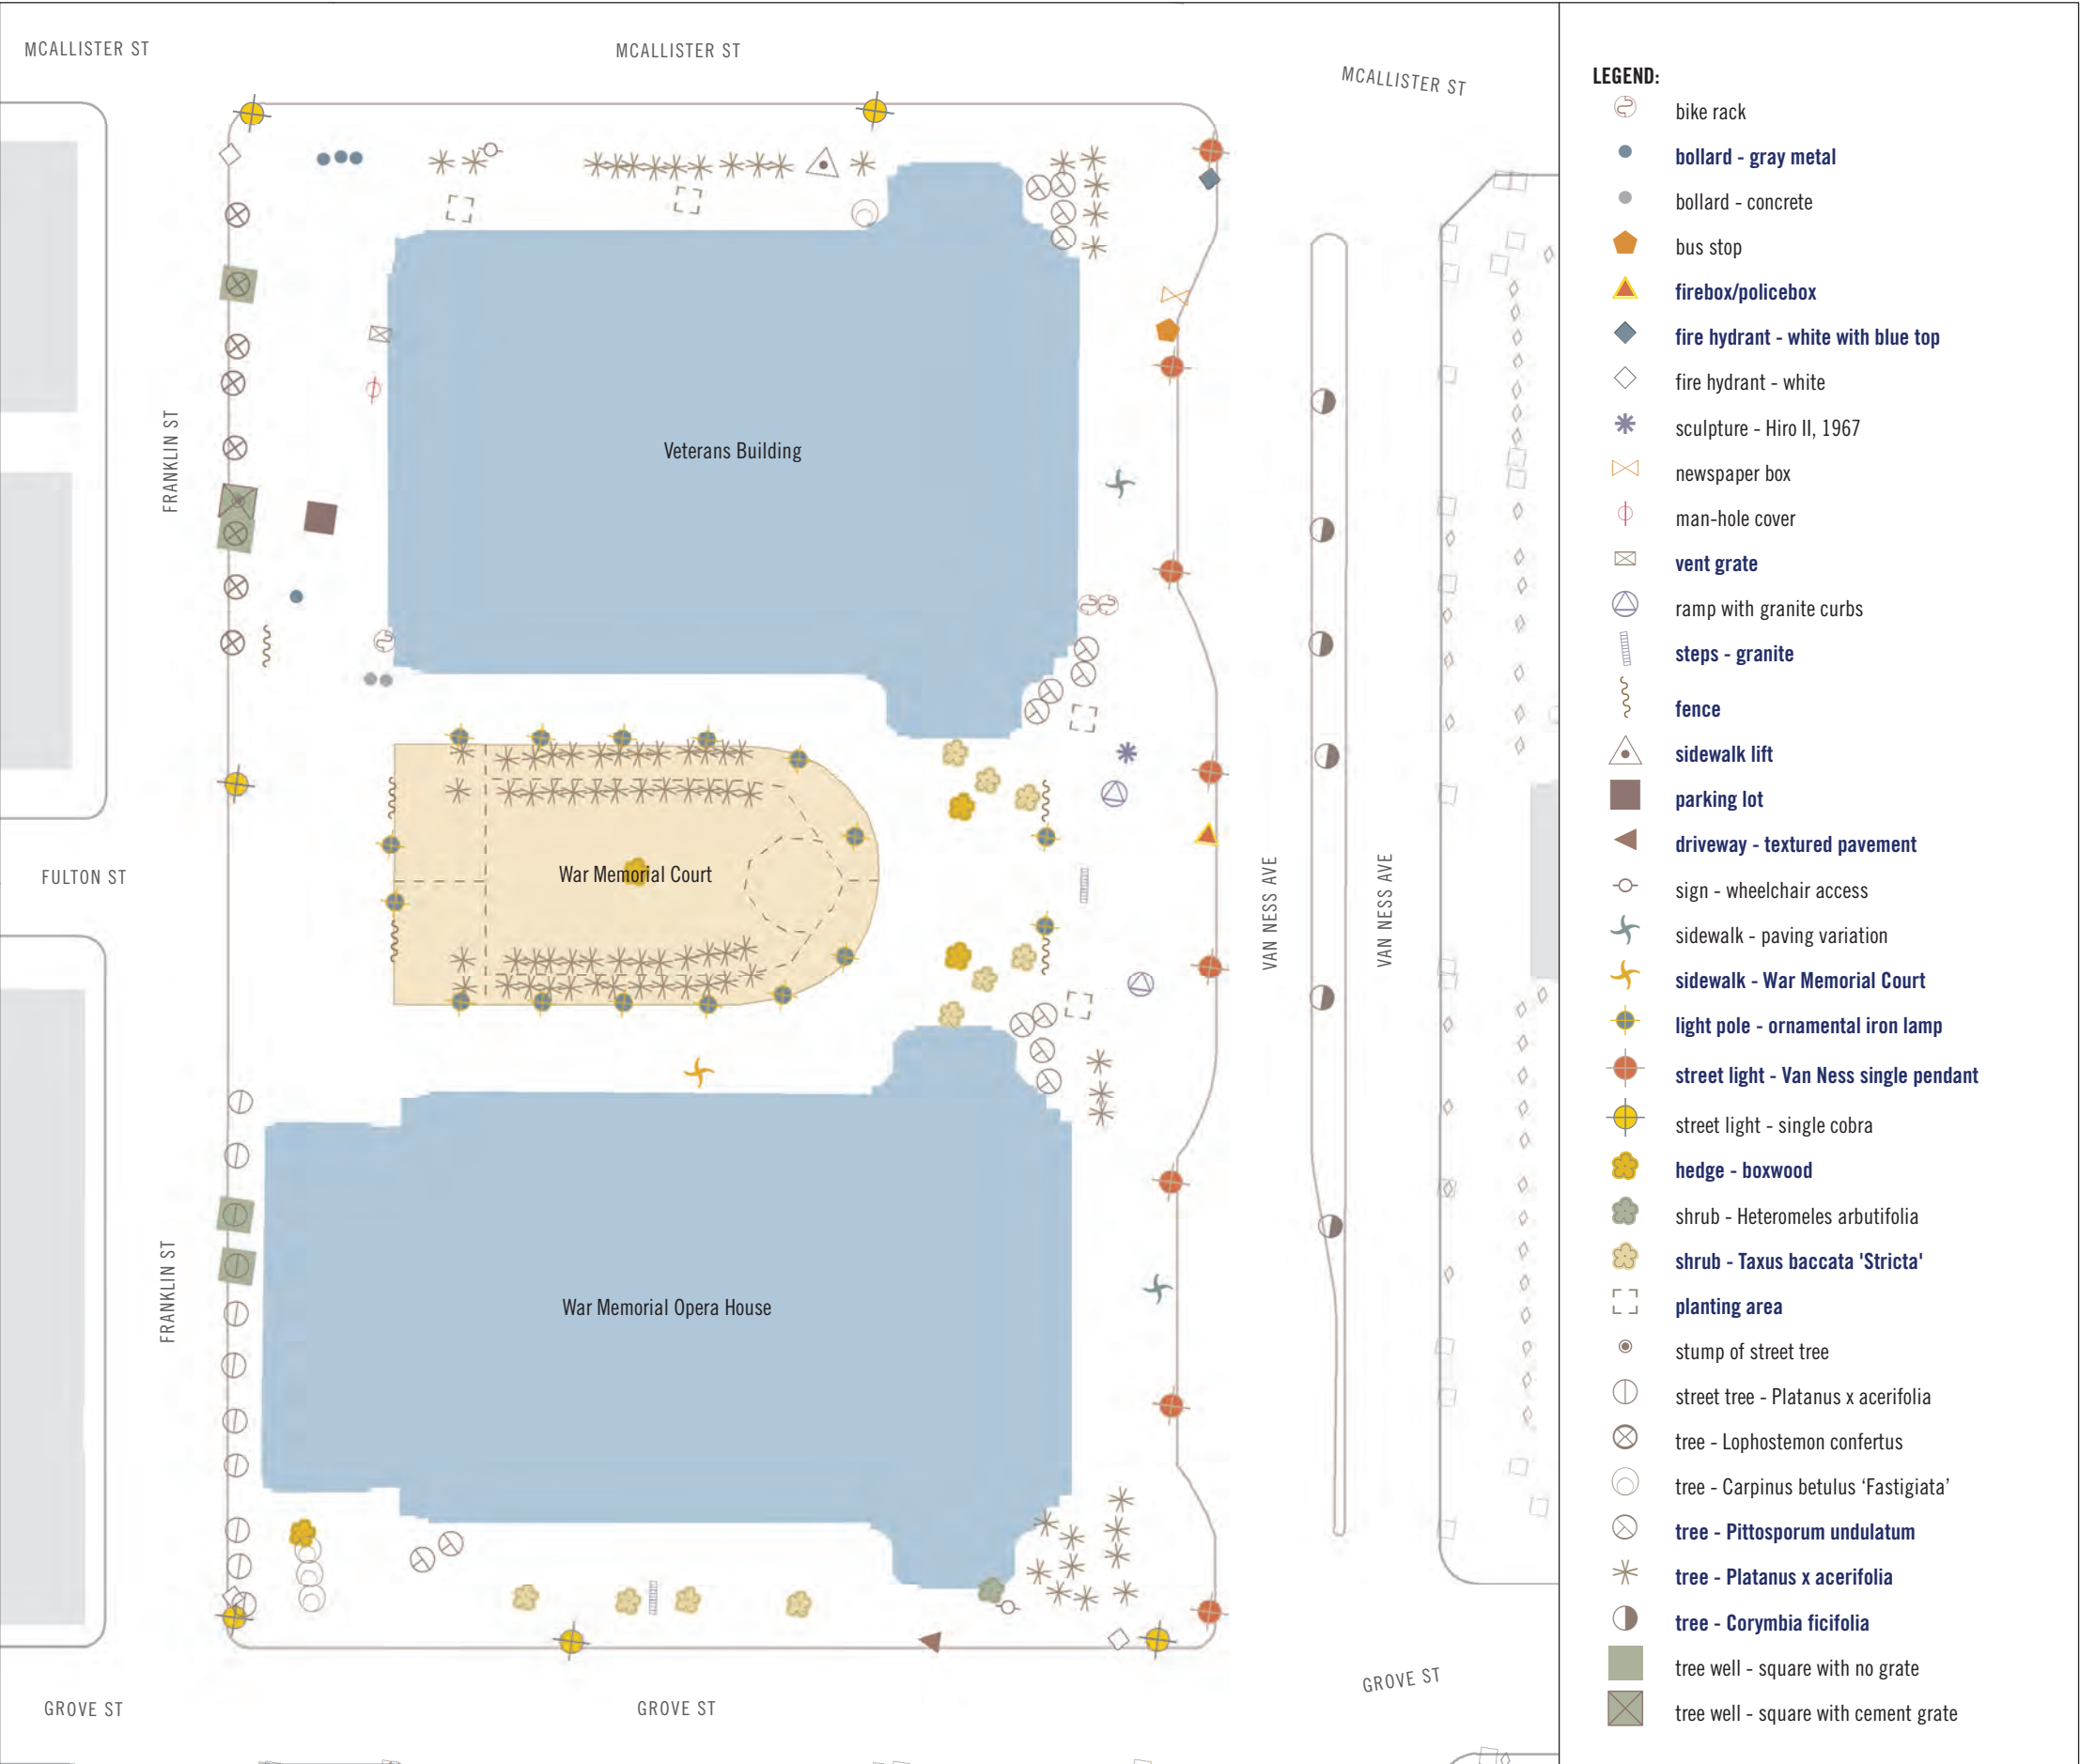 MCALLISTER ST
MCALLISTER ST
MCALLISTER ST
FRANKLIN ST
Veterans Building
FULTON ST
War Memorial Court
VAN NESS AVE
VAN NESS AVE
FRANKLIN ST
War Memorial Opera House
GROVE ST
GROVE ST
GROVE ST
LEGEND:
bike rack
bollard - gray metal
bollard - concrete
bus stop
firebox/policebox
fire hydrant - white with blue top
fire hydrant - white
sculpture - Hiro II, 1967
newspaper box
man-hole cover
vent grate
ramp with granite curbs
steps - granite
fence
sidewalk lift
parking lot
driveway - textured pavement
sign - wheelchair access
sidewalk - paving variation
sidewalk - War Memorial Court
light pole - ornamental iron lamp
street light - Van Ness single pendant
street light - single cobra
hedge - boxwood
shrub - Heteromeles arbutifolia
shrub - Taxus baccata 'Stricta'
planting area
stump of street tree
street tree - Platanus x acerifolia
tree - Lophostemon confertus
tree - Carpinus betulus ‘Fastigiata’
tree - Pittosporum undulatum
tree - Platanus x acerifolia
tree - Corymbia ficifolia
tree well - square with no grate
tree well - square with cement grate